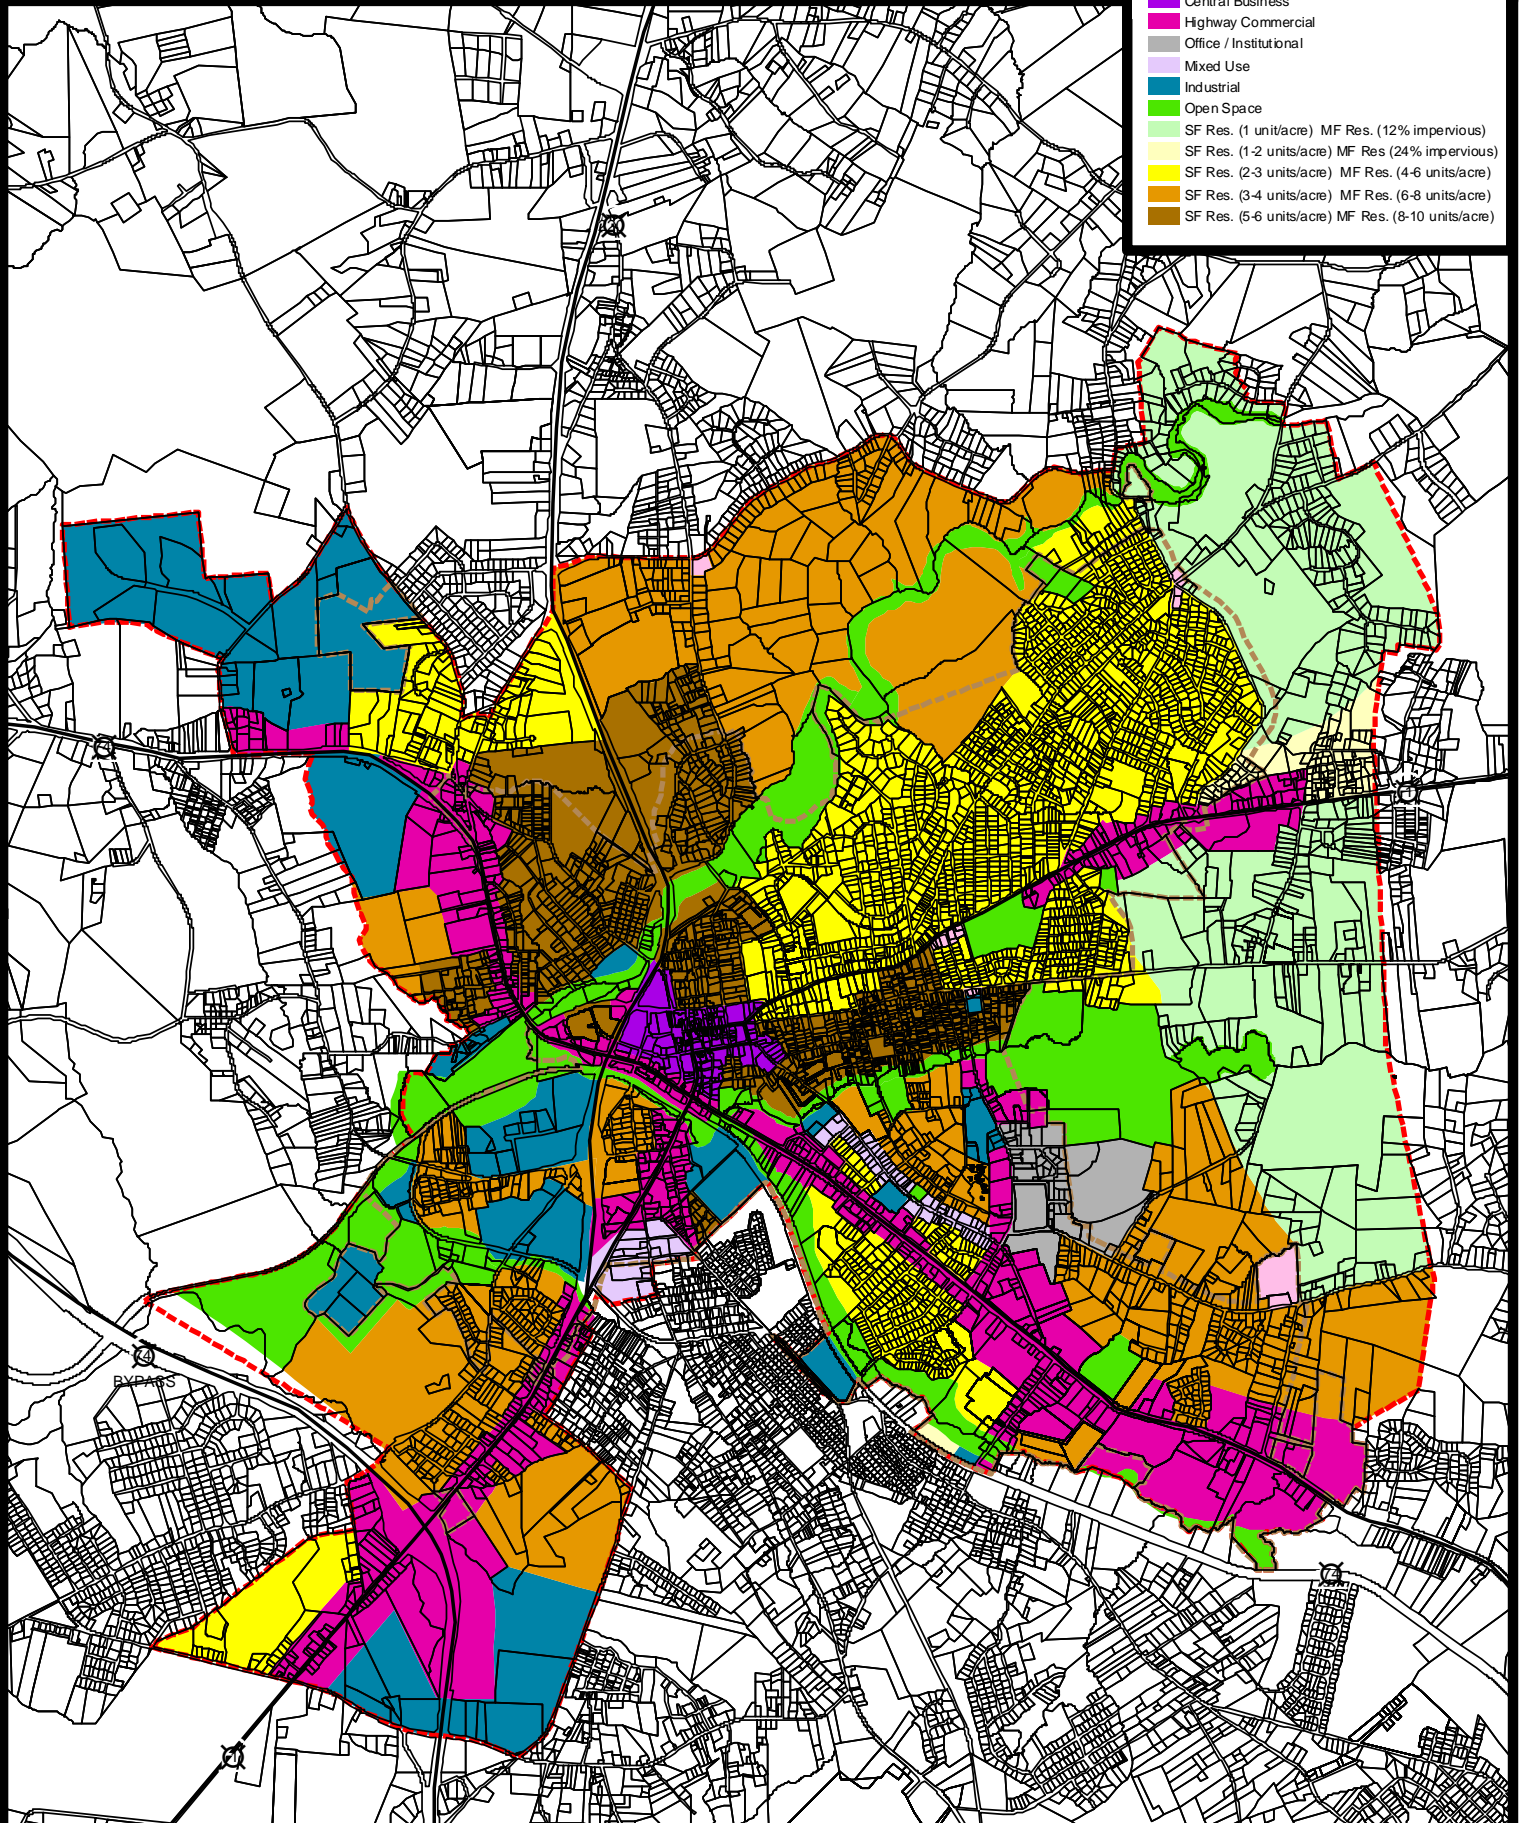 Central Business
Highway Commercial
Office / Institutional
Mixed Use
Industrial
Open Space
SF Res. (1 unit/acre) MF Res. (12% impervious)
SF Res. (1-2 units/acre) MF Res (24% impervious)
SF Res. (2-3 units/acre) MF Res. (4-6 units/acre)
SF Res. (3-4 units/acre) MF Res. (6-8 units/acre)
SF Res. (5-6 units/acre) MF Res. (8-10 units/acre)
74
74
BYPASS
74